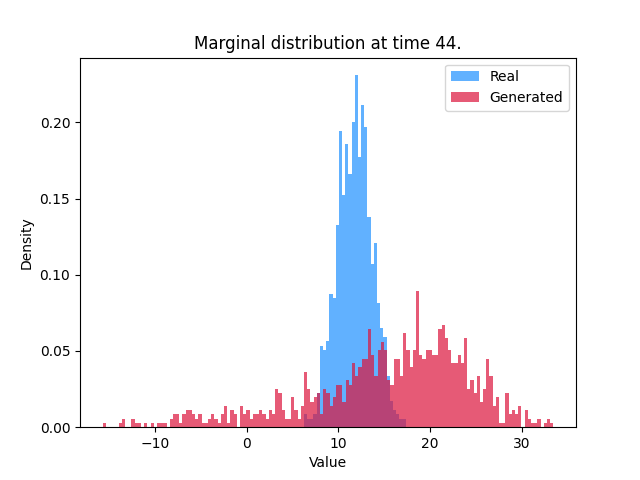 Marginal distribution at time 44.
Real
Generated
0.20
0.15
0.10
0.05
0.00
Density
−10
0
10
20
30
Value